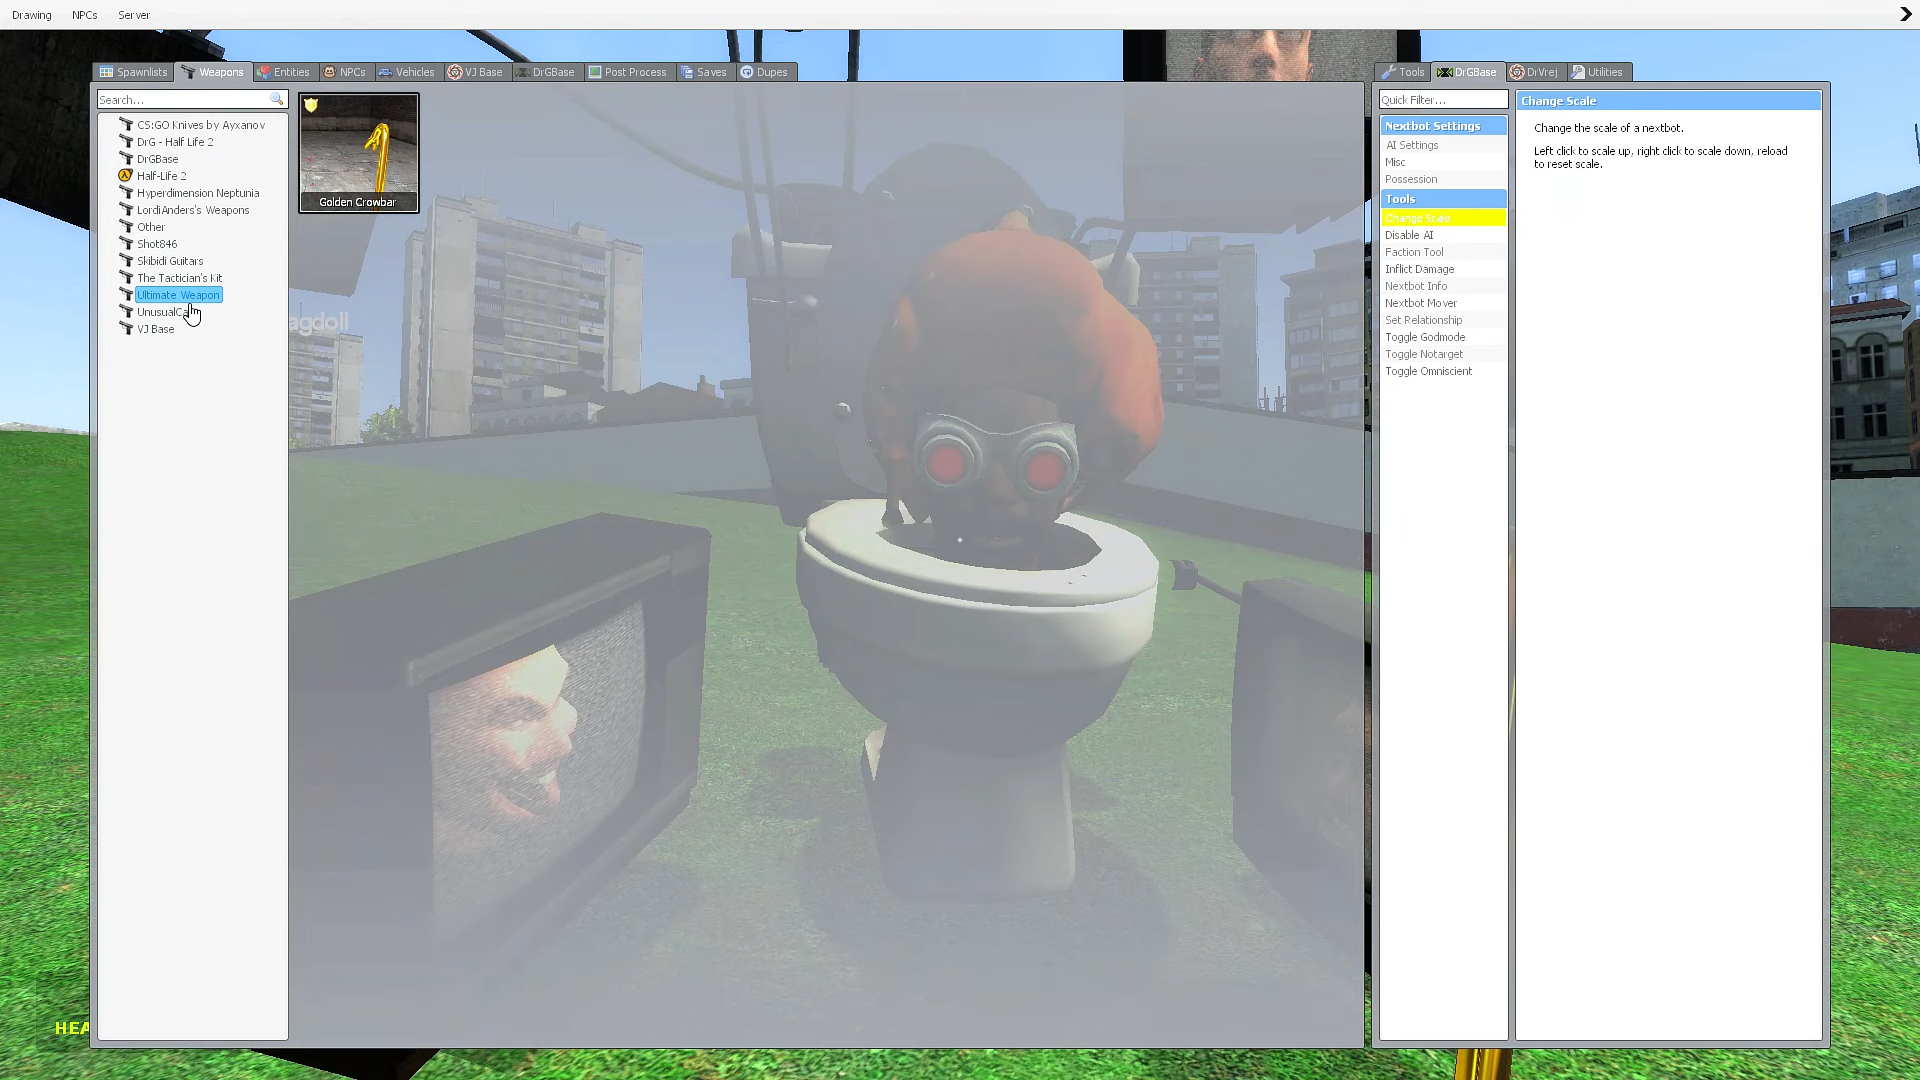 Drawing NPCs Server
Spawnlists Weapons Entities NPCs Vehicles VJ Base DrGBase Post Process Saves Dupes
Tools DrGBase DrVrej Utilities
Search...
CS:GO Knives by Ayxanov
DrG - Half Life 2
DrGBase
Half-Life 2
Hyperdimension Neptunia
LordiAnders's Weapons
Other
Shot846
Skibidi Guitars
The Tactician's Kit
Ultimate Weapon
VJ Base
Golden Crowbar
agdoll
Quick Filter...
Nextbot Settings
AI Settings
Misc
Possession
Tools
Change Scale
Disable AI
Faction Tool
Inflict Damage
Nextbot Info
Nextbot Mover
Set Relationship
Toggle Godmode
Toggle Notarget
Toggle Omniscient
Change Scale
Change the scale of a nextbot.
Left click to scale up, right click to scale down, reload
to reset scale.
HEA